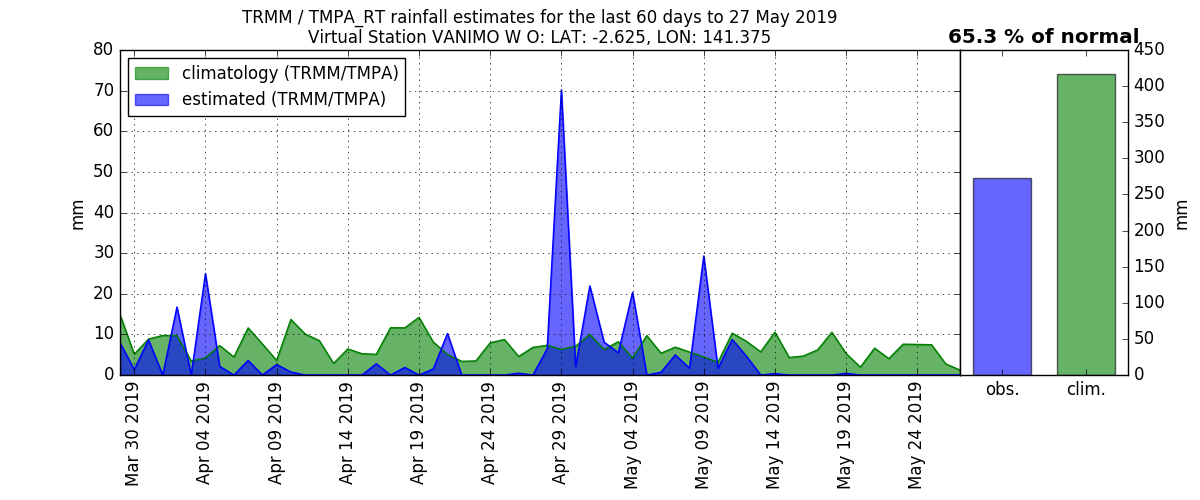 TRMM / TMPA_RT rainfall estimates for the last 60 days to 27 May 2019
Virtual Station VANIMO W O: LAT: -2.625, LON: 141.375
65.3 % of normal
climatology (TRMM/TMPA)
estimated (TRMM/TMPA)
80
70
60
50
40
30
20
10
0
mm
Mar 30 2019
Apr 04 2019
Apr 09 2019
Apr 14 2019
Apr 19 2019
Apr 24 2019
Apr 29 2019
May 04 2019
May 09 2019
May 14 2019
May 19 2019
May 24 2019
obs.
clim.
450
400
350
300
250
200
150
100
50
0
mm